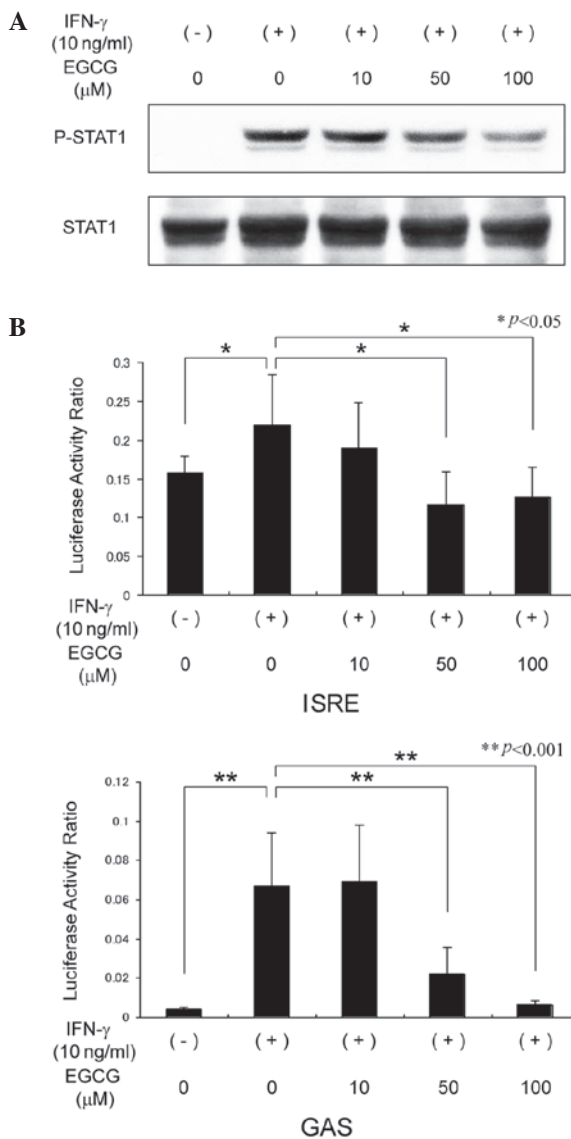 A
IFN-γ (-) (+) (+) (+) (+)
(10 ng/ml)
EGCG 0 0 10 50 100
(μM)
P-STAT1
STAT1
B
* p<0.05
*
* *
0.3
0.25
0.2
0.15
0.1
0.05
0
Luciferase Activity Ratio
IFN-γ (-) (+) (+) (+) (+)
(10 ng/ml)
EGCG 0 0 10 50 100
(μM)
ISRE
** p<0.001
**
** **
0.12
0.1
0.08
0.06
0.04
0.02
0
Luciferase Activity Ratio
IFN-γ (-) (+) (+) (+) (+)
(10 ng/ml)
EGCG 0 0 10 50 100
(μM)
GAS